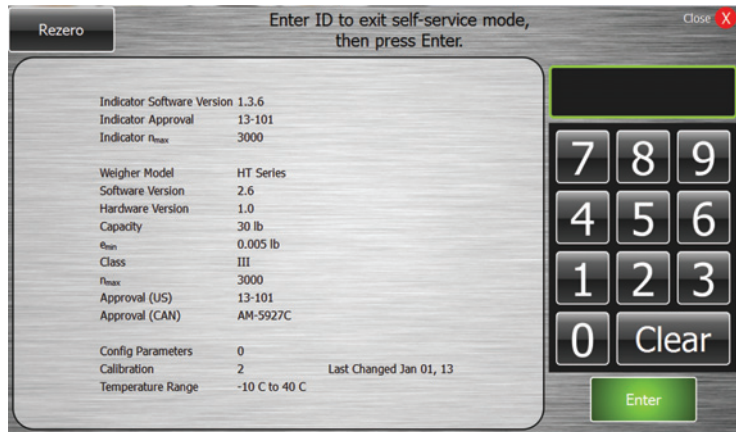 Rezero
Enter ID to exit self-service mode,
then press Enter.
Close X
Indicator Software Version 1.3.6
Indicator Approval 13-101
Indicator nmax 3000
Weigher Model HT Series
Software Version 2.6
Hardware Version 1.0
Capacity 30 lb
emin 0.005 lb
Class III
nmax 3000
Approval (US) 13-101
Approval (CAN) AM-5927C
Config Parameters 0
Calibration 2 Last Changed Jan 01, 13
Temperature Range -10 C to 40 C
7 8 9
4 5 6
1 2 3
0 Clear
Enter